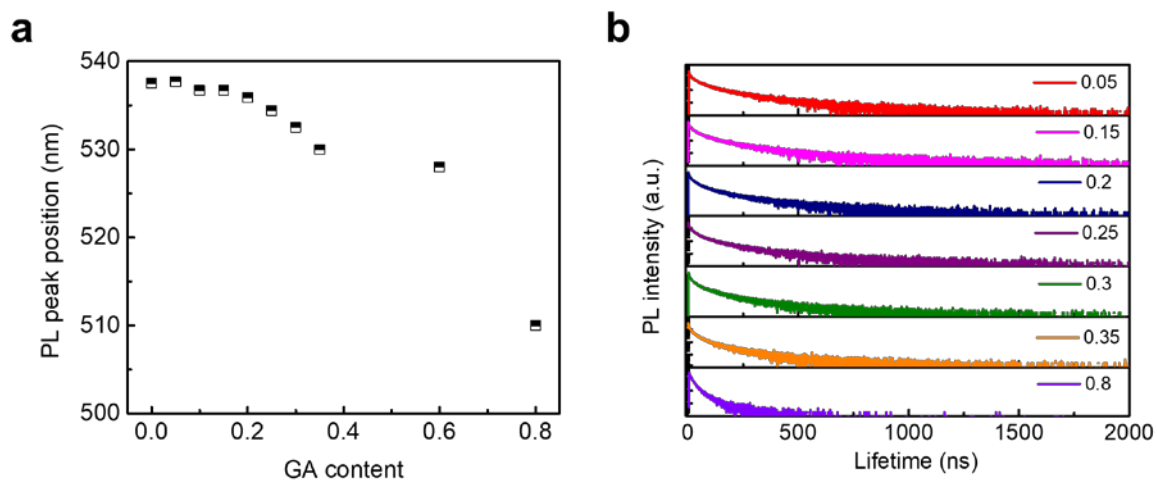 a
540
530
520
510
500
0.0 0.2 0.4 0.6 0.8
PL peak position (nm)
GA content
b
0.05
0.15
0.2
0.25
0.3
0.35
0.8
0 500 1000 1500 2000
PL intensity (a.u.)
Lifetime (ns)